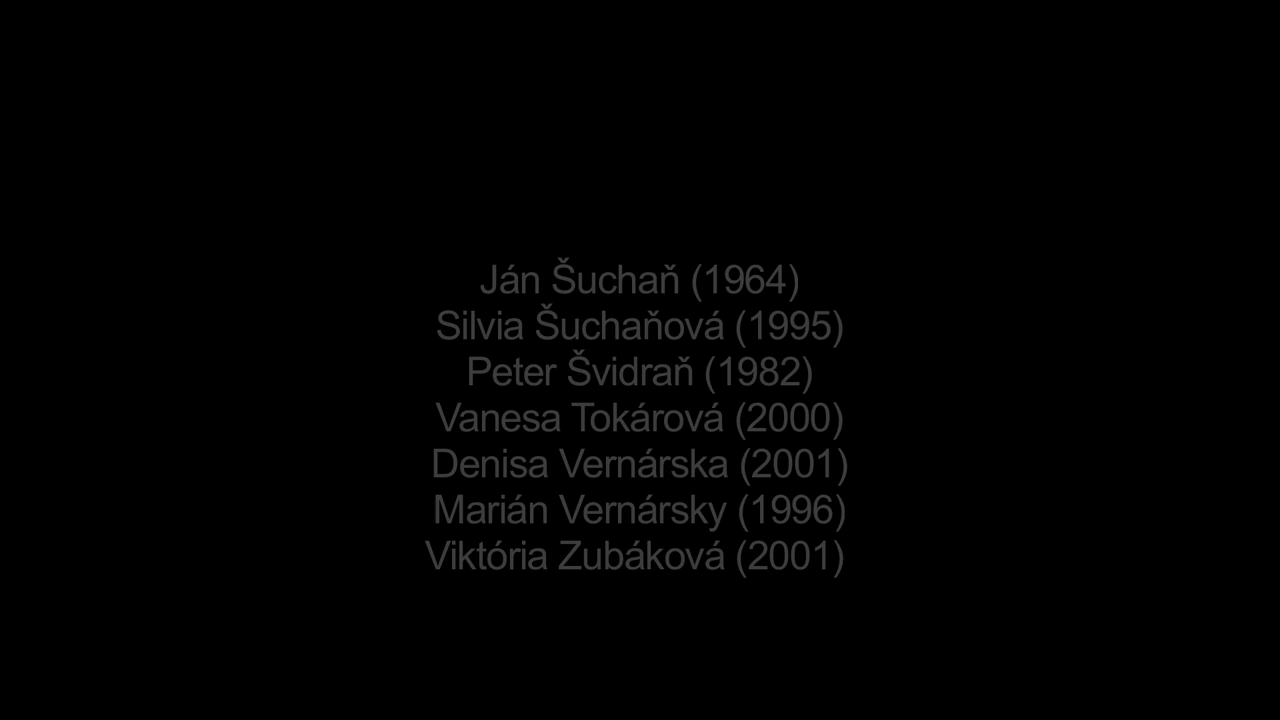 Ján Šuchaň (1964)
Silvia Šuchaňová (1995)
Peter Švidraň (1982)
Vanesa Tokárová (2000)
Denisa Vernárska (2001)
Marián Vernársky (1996)
Viktória Zubáková (2001)